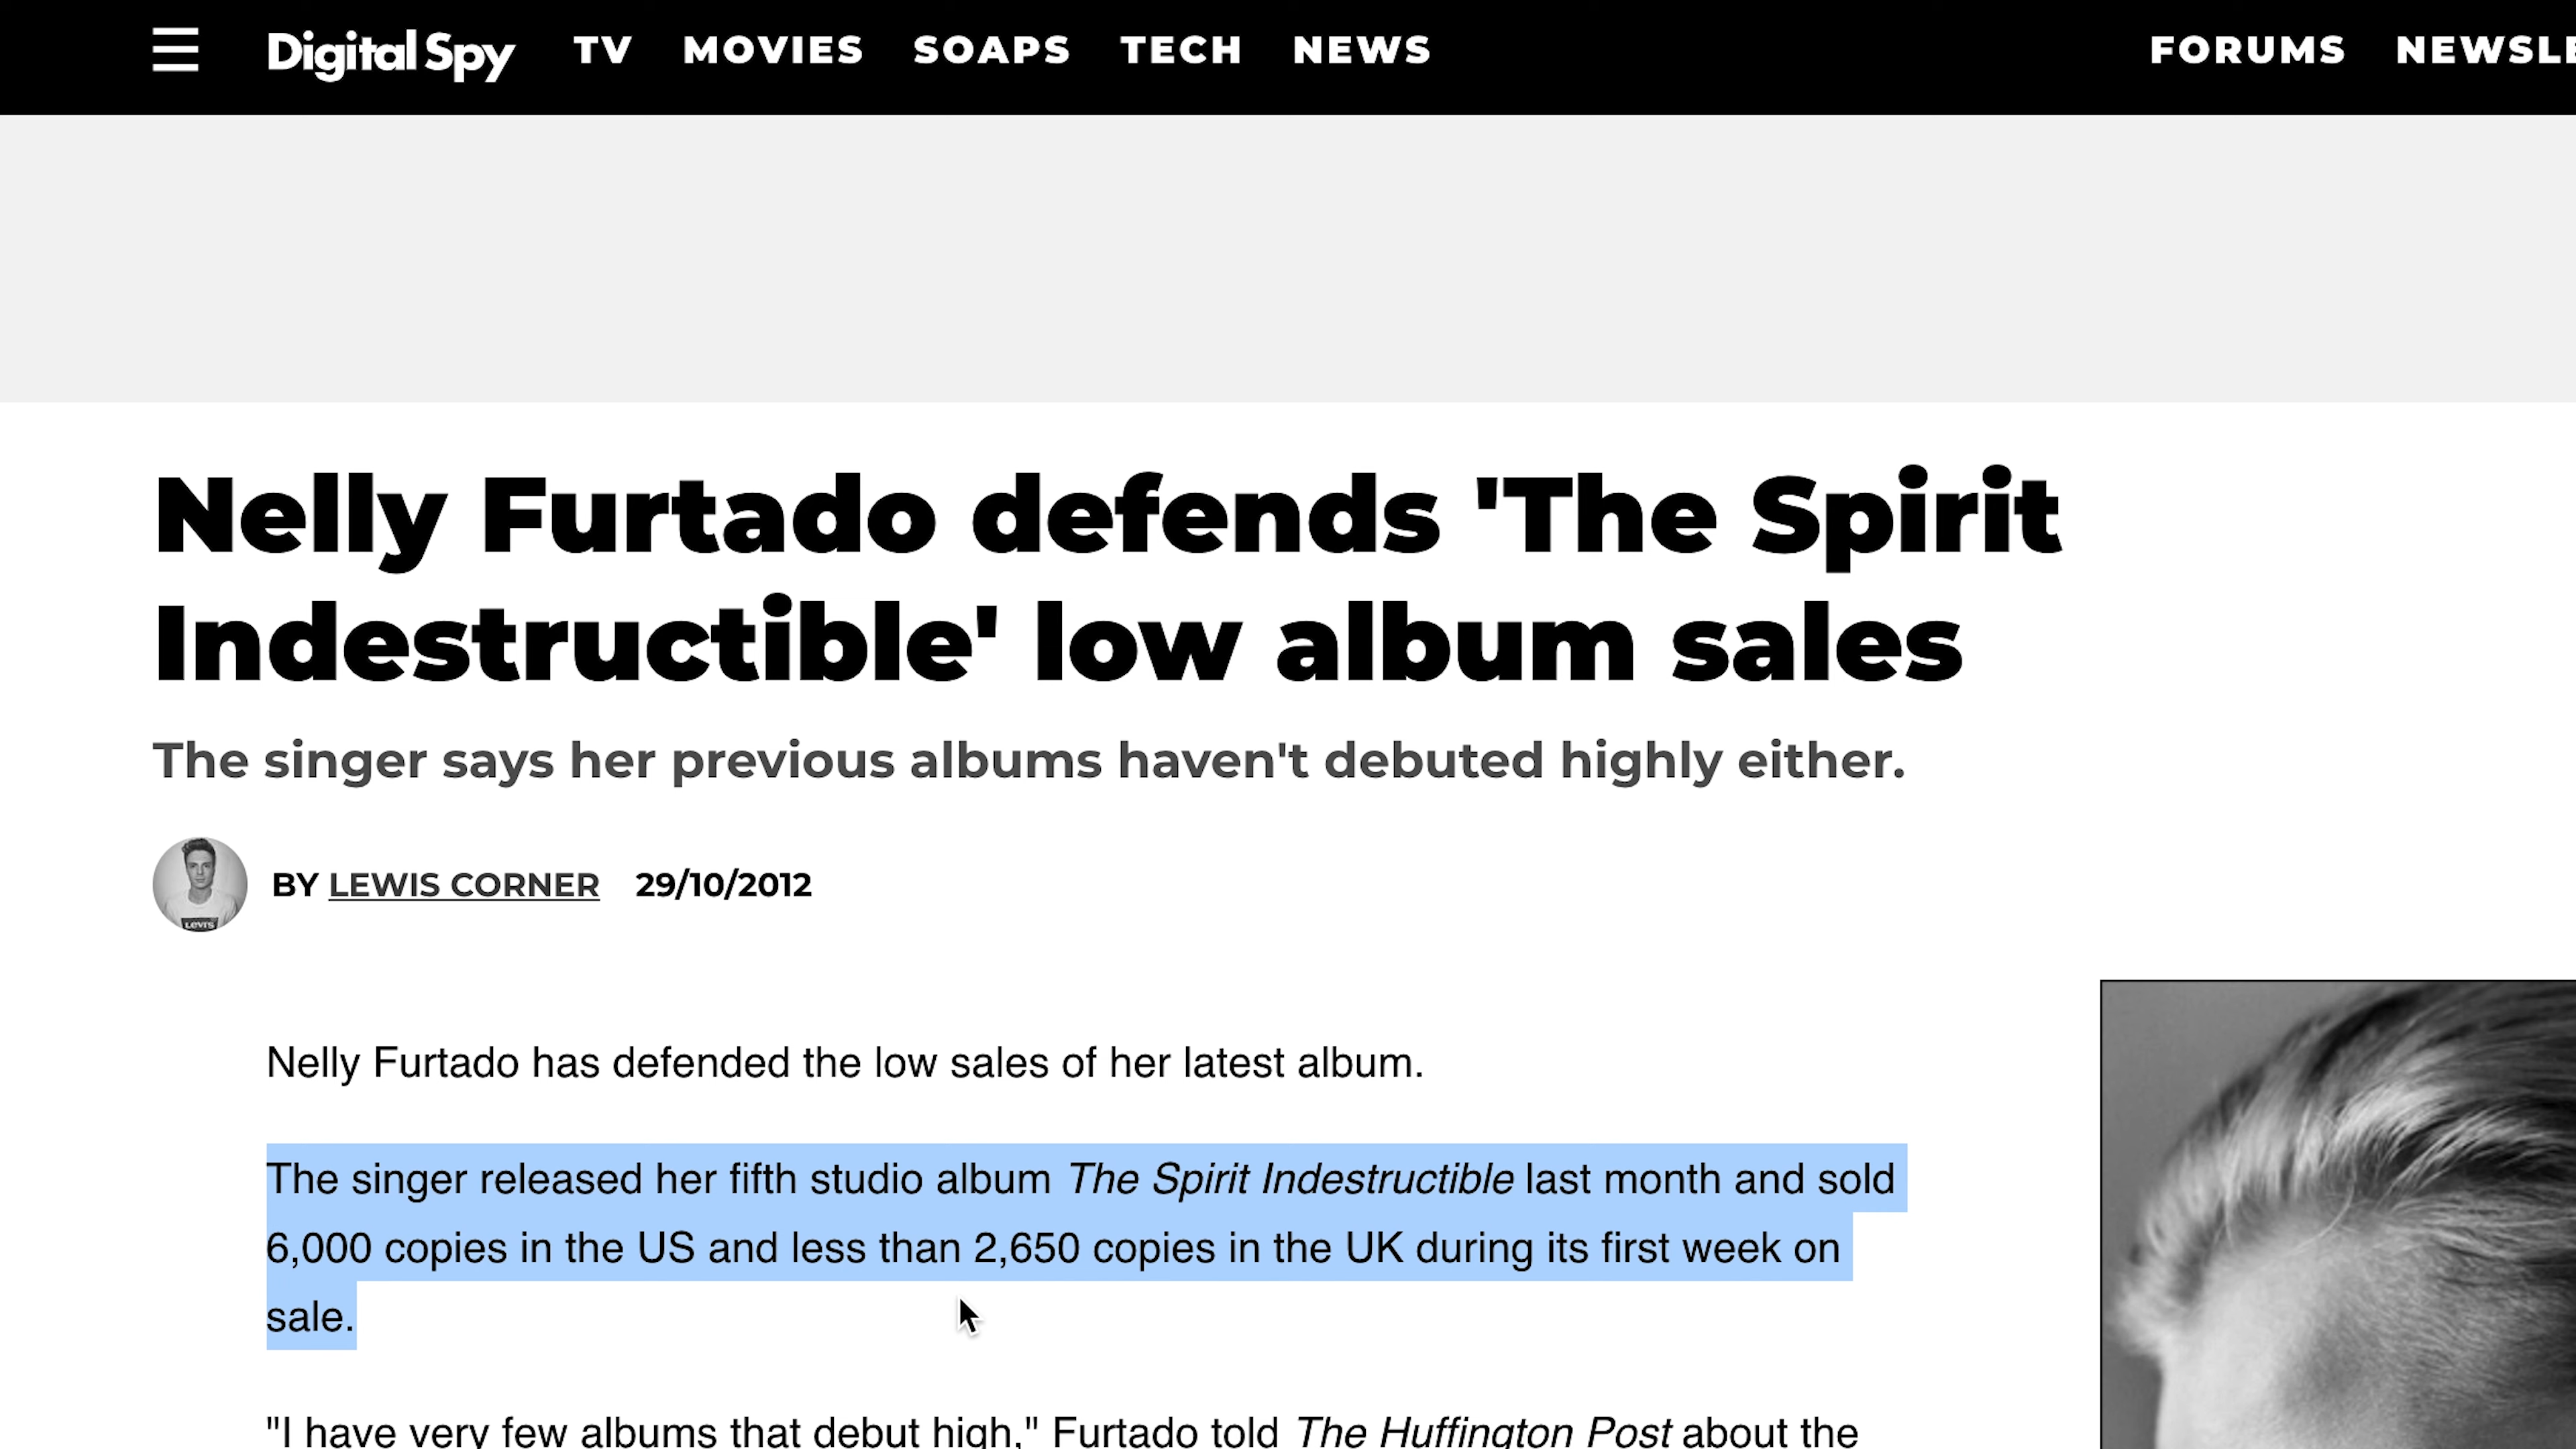 Digital Spy TV MOVIES SOAPS TECH NEWS FORUMS NEWSLE
Nelly Furtado defends 'The Spirit
Indestructible' low album sales
The singer says her previous albums haven't debuted highly either.
BY LEWIS CORNER 29/10/2012
Levi's
Nelly Furtado has defended the low sales of her latest album.
The singer released her fifth studio album The Spirit Indestructible last month and sold
6,000 copies in the US and less than 2,650 copies in the UK during its first week on
sale.
"I have very few albums that debut high," Furtado told The Huffington Post about the